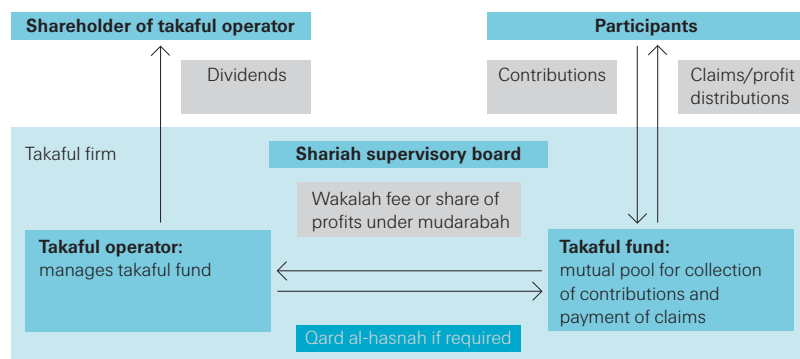 Shareholder of takaful operator
Participants
Dividends
Contributions
Claims/profit
distributions
Takaful firm
Shariah supervisory board
Wakalah fee or share of
profits under mudarabah
Takaful operator:
manages takaful fund
Takaful fund:
mutual pool for collection
of contributions and
payment of claims
Qard al-hasnah if required